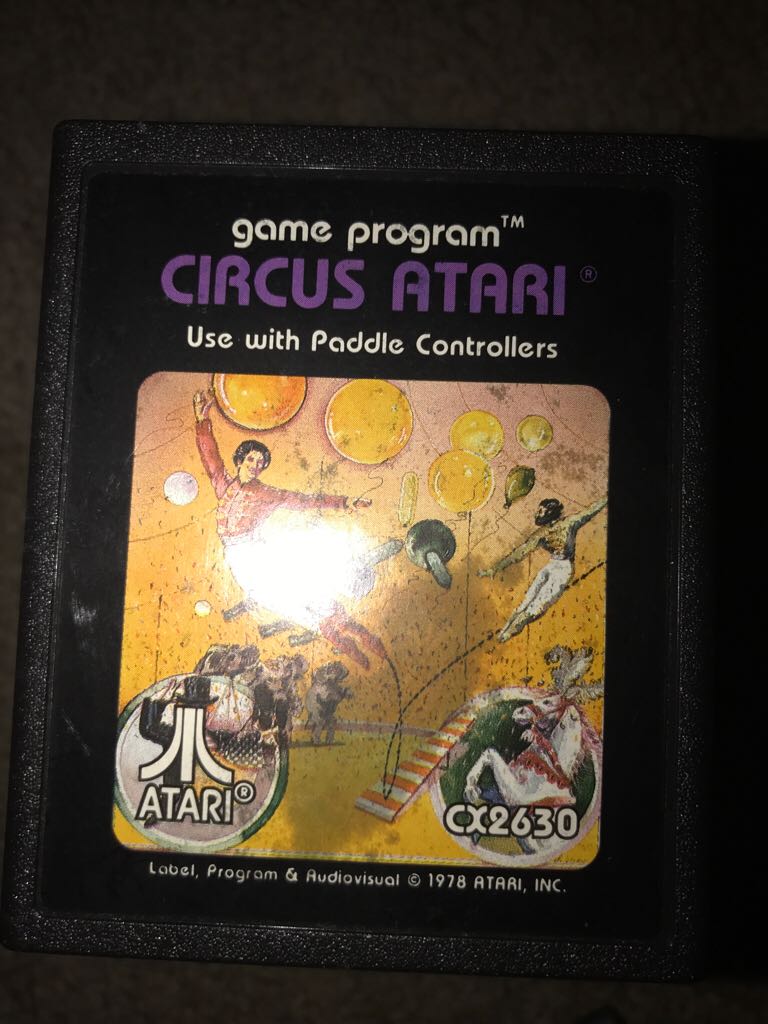 game program™
CIRCUS ATARI®
Use with Paddle Controllers
ATARI®
CX2630
Label, Program & Audiovisual © 1978 ATARI, INC.